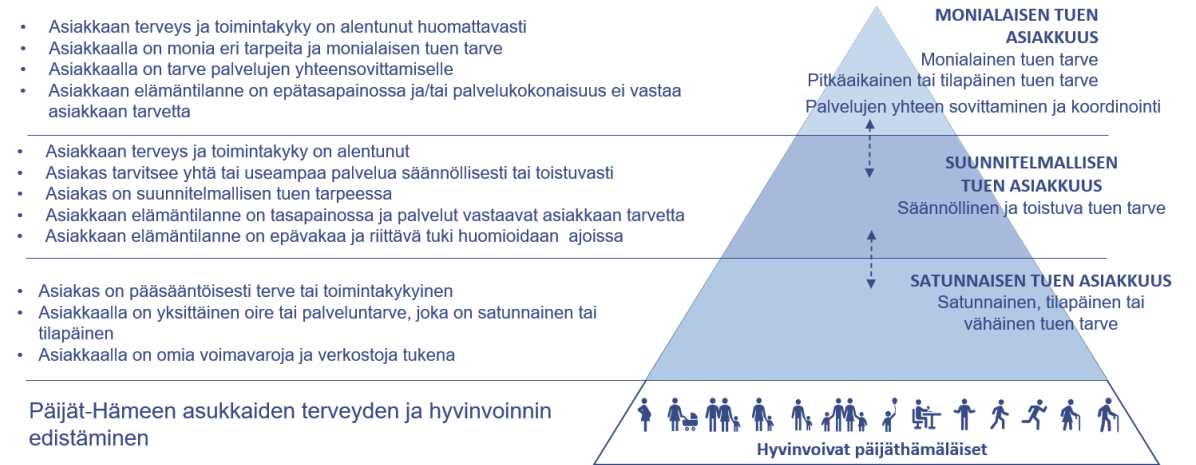 • Asiakkaan terveys ja toimintakyky on alentunut huomattavasti
• Asiakkaalla on monia eri tarpeita ja monialaisen tuen tarve
• Asiakkaalla on tarve palvelujen yhteensovittamiselle
• Asiakkaan elämäntilanne on epätasapainossa ja/tai palvelukokonaisuus ei vastaa
asiakkaan tarvetta
MONIALAISEN TUEN
ASIAKKUUS
Monialainen tuen tarve
Pitkäaikainen tai tilapäinen tuen tarve
Palvelujen yhteen sovittaminen ja koordinointi
• Asiakkaan terveys ja toimintakyky on alentunut
• Asiakas tarvitsee yhtä tai useampaa palvelua säännöllisesti tai toistuvasti
• Asiakas on suunnitelmallisen tuen tarpeessa
• Asiakkaan elämäntilanne on tasapainossa ja palvelut vastaavat asiakkaan tarvetta
• Asiakkaan elämäntilanne on epävakaa ja riittävä tuki huomioidaan ajoissa
SUUNNITELMALLISEN
TUEN ASIAKKUUS
Säännöllinen ja toistuva tuen tarve
• Asiakas on pääsääntöisesti terve tai toimintakykyinen
• Asiakkaalla on yksittäinen oire tai palveluntarve, joka on satunnainen tai
tilapäinen
• Asiakkaalla on omia voimavaroja ja verkostoja tukena
SATUNNAISEN TUEN ASIAKKUUS
Satunnainen, tilapäinen tai
vähäinen tuen tarve
Päijät-Hämeen asukkaiden terveyden ja hyvinvoinnin
edistäminen
Hyvinvoivat päijäthämäläiset